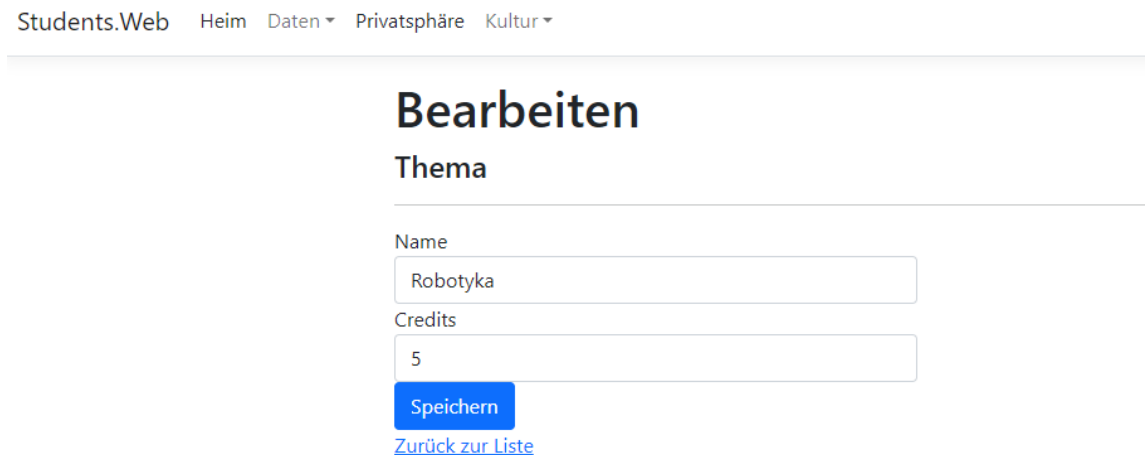 Students.Web Heim Daten Privatsphäre Kultur
Bearbeiten
Thema
Name
Robotyka
Credits
5
Speichern
Zurück zur Liste